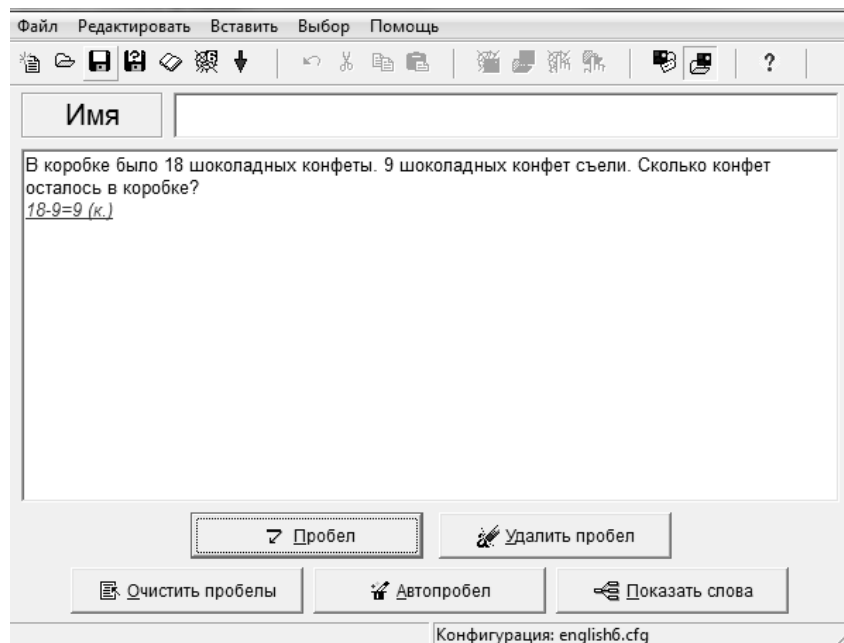 Файл Редактировать Вставить Выбор Помощь
?
Имя
В коробке было 18 шоколадных конфеты. 9 шоколадных конфет съели. Сколько конфет
осталось в коробке?
18-9=9 (к.)
Пробел Удалить пробел
Очистить пробелы Автопробел Показать слова
Конфигурация: english6.cfg